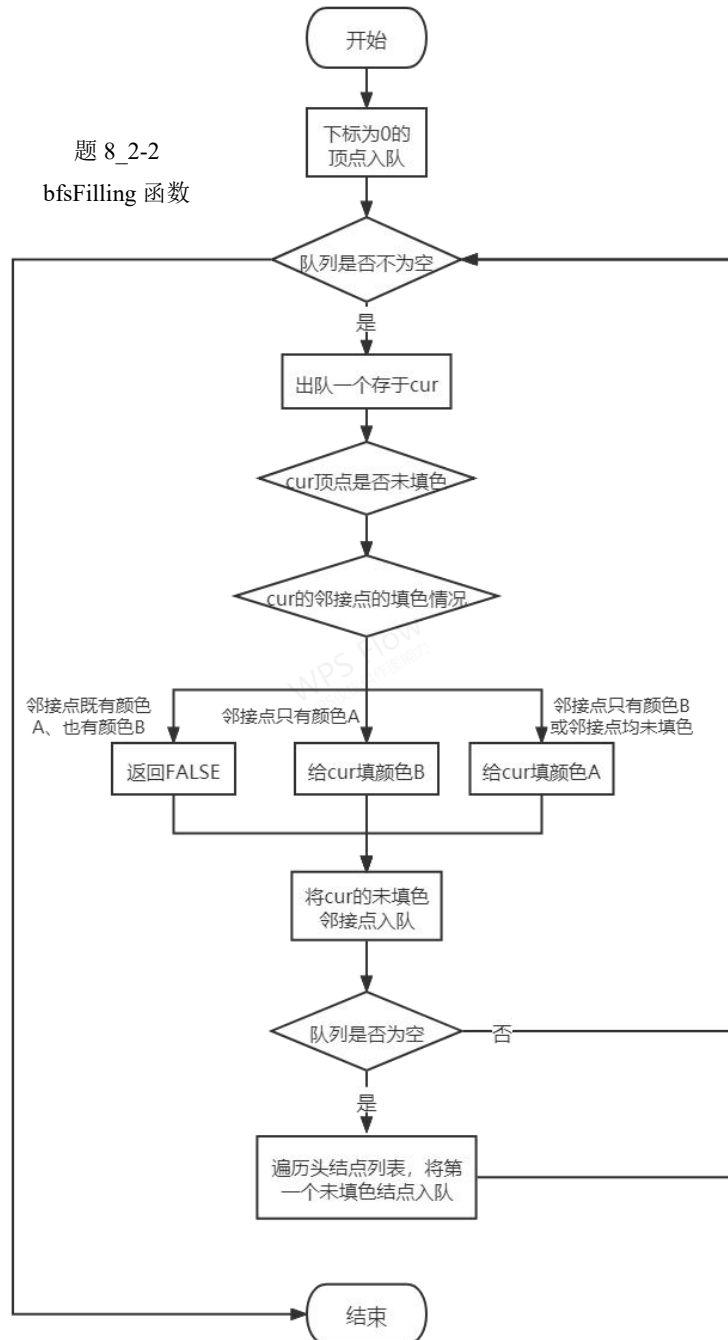 开始
下标为0的
顶点入队
题 8_2-2
bfsFilling 函数
队列是否不为空
是
出队一个存于cur
cur顶点是否未填色
cur的邻接点的填色情况
WPS Flow
邻接点既有颜色
A、也有颜色B
邻接点只有颜色A
邻接点只有颜色B
或邻接点均未填色
返回FALSE
给cur填颜色B
给cur填颜色A
将cur的未填色
邻接点入队
队列是否为空
否
是
遍历头结点列表，将第
一个未填色结点入队
结束